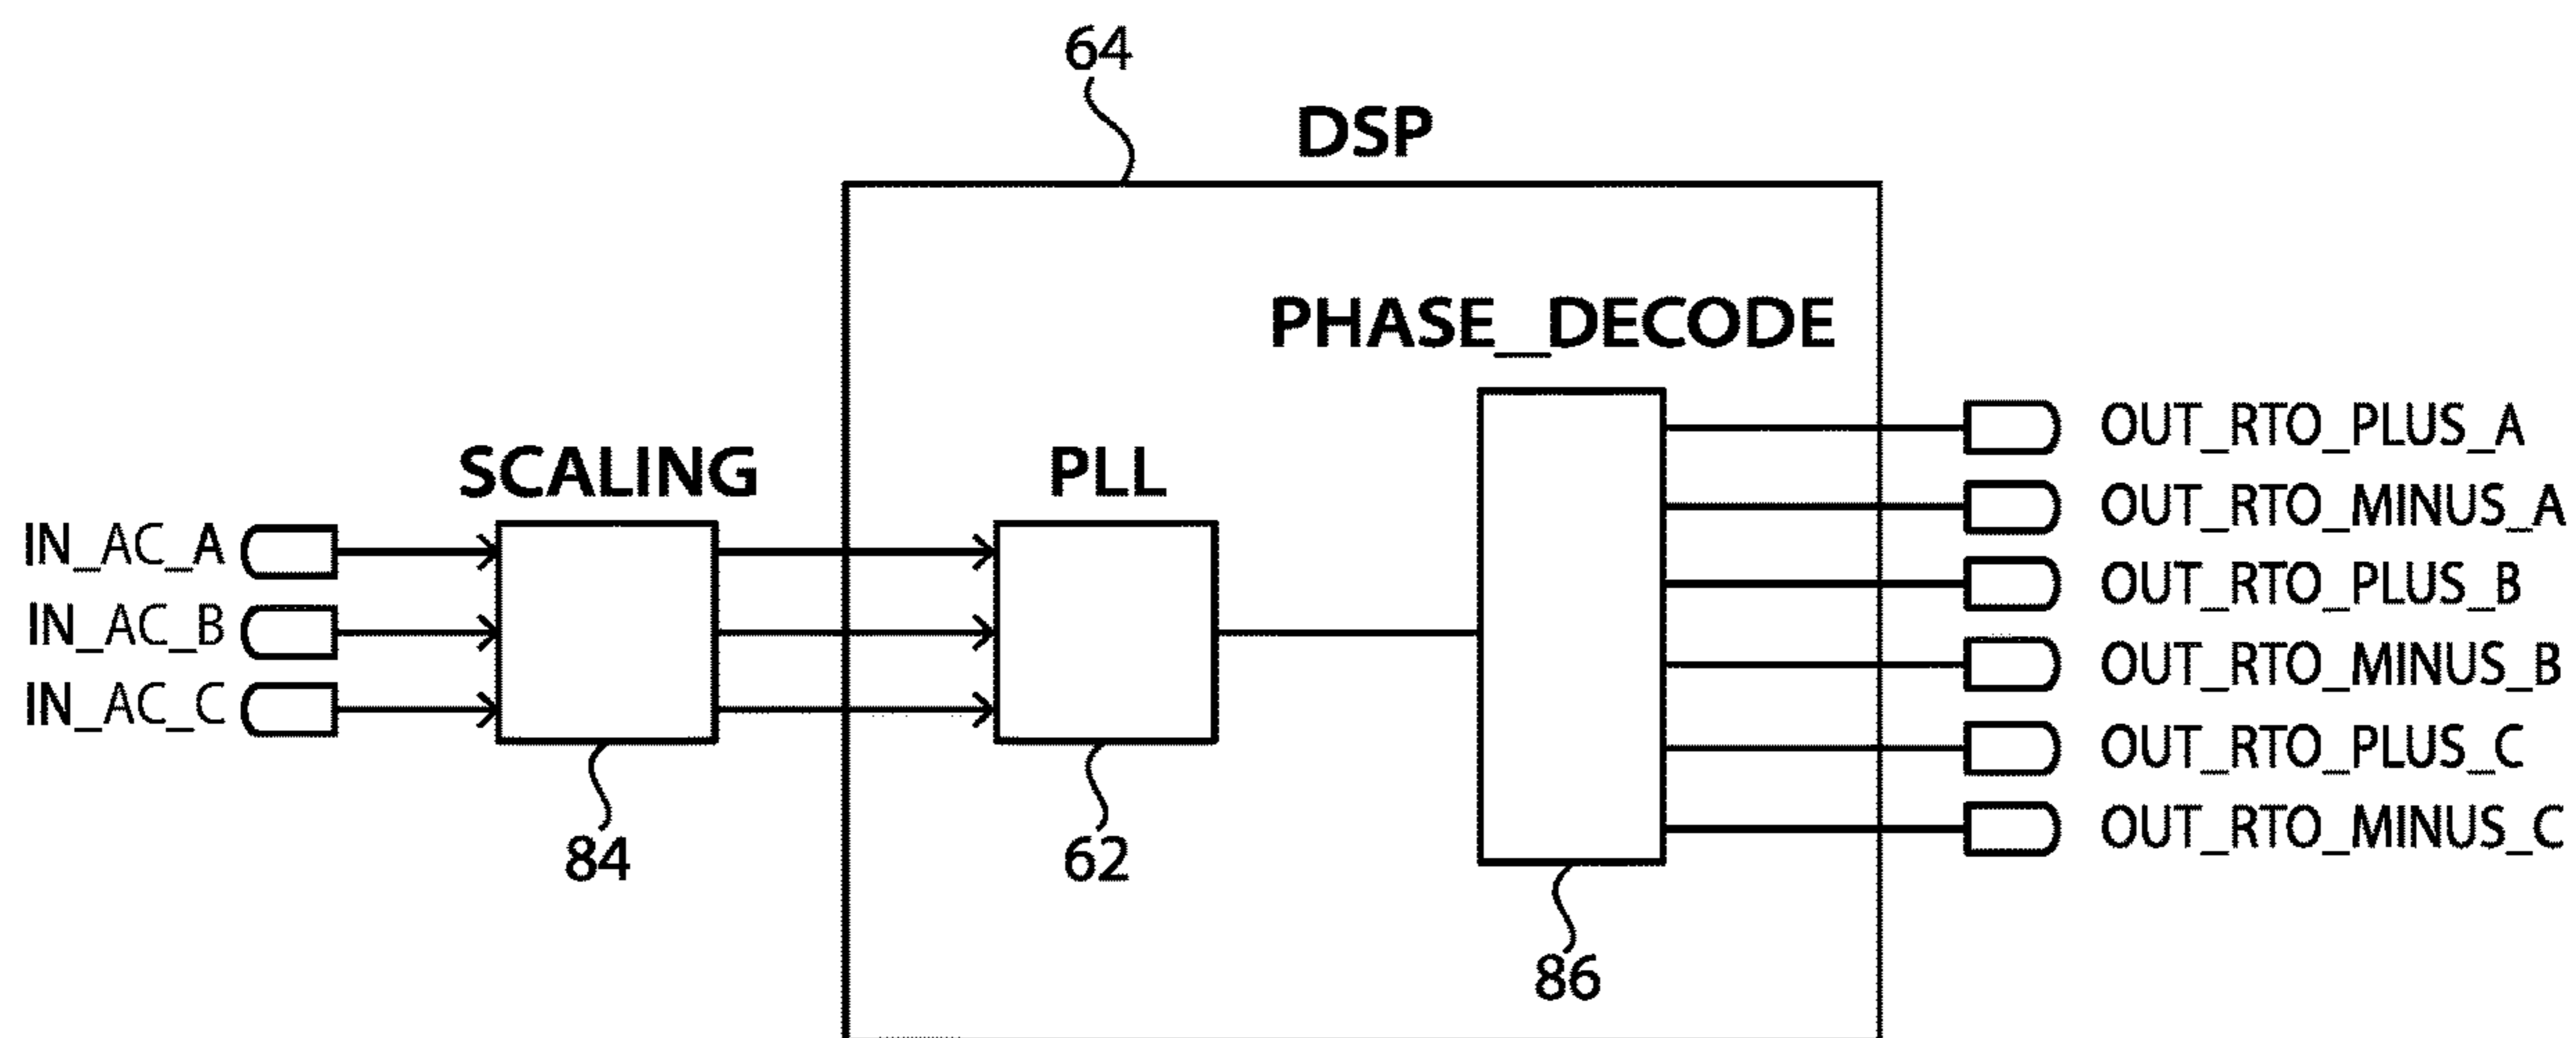 64
DSP
PHASE_DECODE
SCALING
PLL
IN_AC_A
IN_AC_B
IN_AC_C
OUT_RTO_PLUS_A
OUT_RTO_MINUS_A
OUT_RTO_PLUS_B
OUT_RTO_MINUS_B
OUT_RTO_PLUS_C
OUT_RTO_MINUS_C
84
62
86